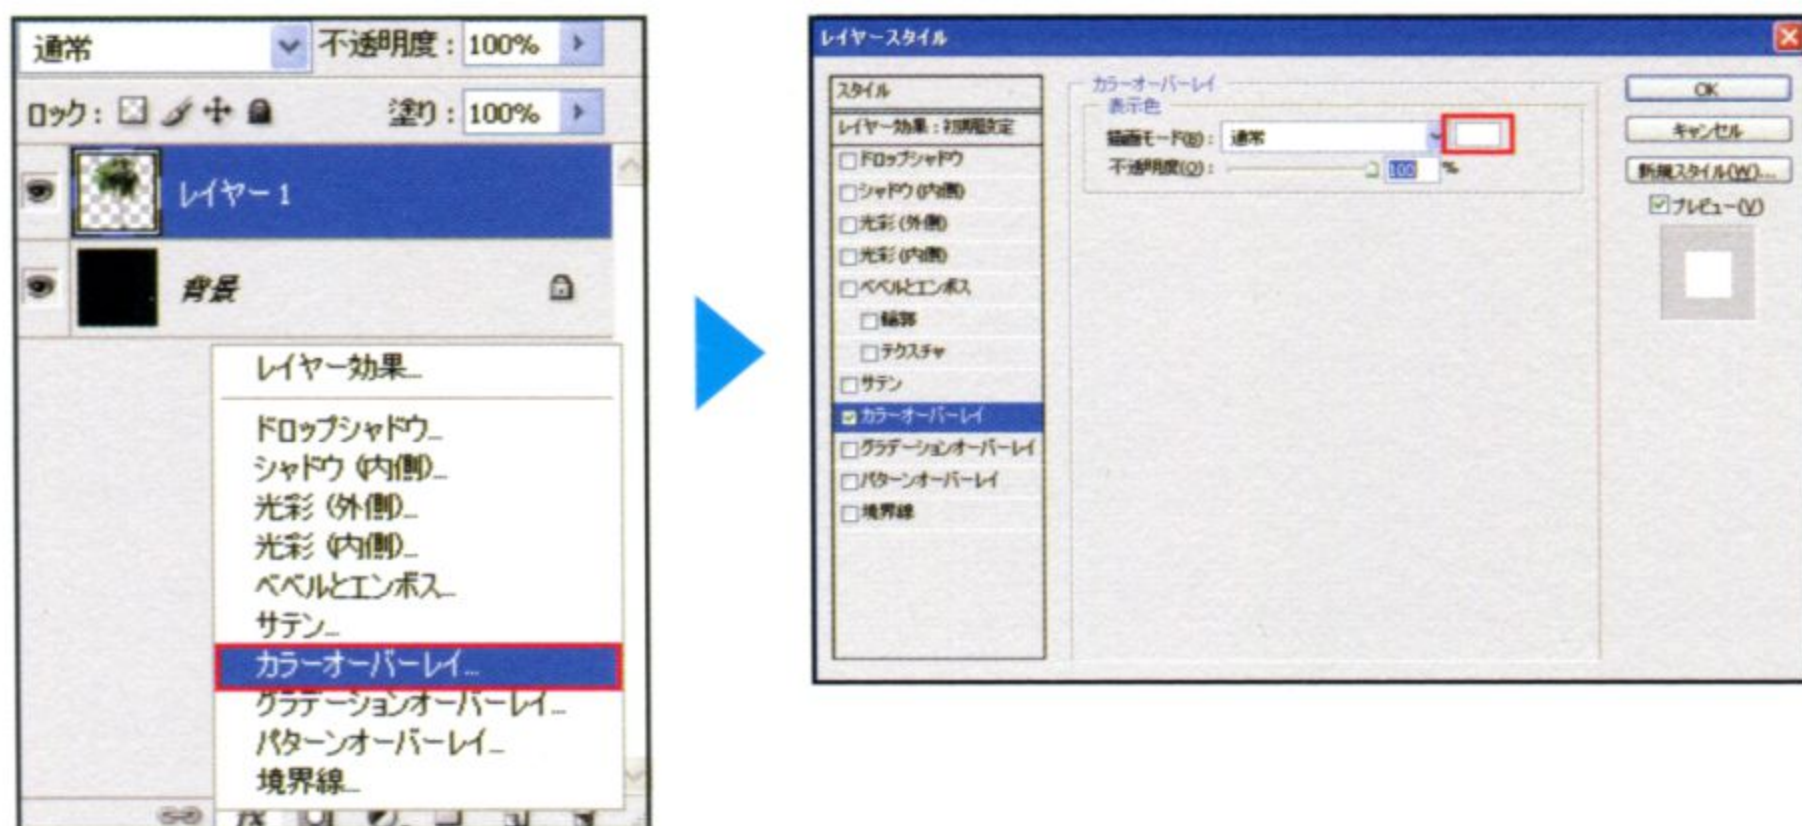 通常 不透明度：100%
ロック： 塗り：100%
レイヤー 1
背景
レイヤー効果...
ドロップシャドウ...
シャドウ (内側)...
光彩 (外側)...
光彩 (内側)...
ベベルとエンボス...
サテン...
カラーオーバーレイ...
グラデーションオーバーレイ...
パターンオーバーレイ...
境界線...
レイヤースタイル
スタイル
レイヤー効果：初期設定
ドロップシャドウ
シャドウ (内側)
光彩 (外側)
光彩 (内側)
ベベルとエンボス
輪郭
テクスチャ
サテン
カラーオーバーレイ
グラデーションオーバーレイ
パターンオーバーレイ
境界線
カラーオーバーレイ
表示色
描画モード(B)： 通常
不透明度(O)： 100 %
OK
キャンセル
新規スタイル(W)...
プレビュー(V)